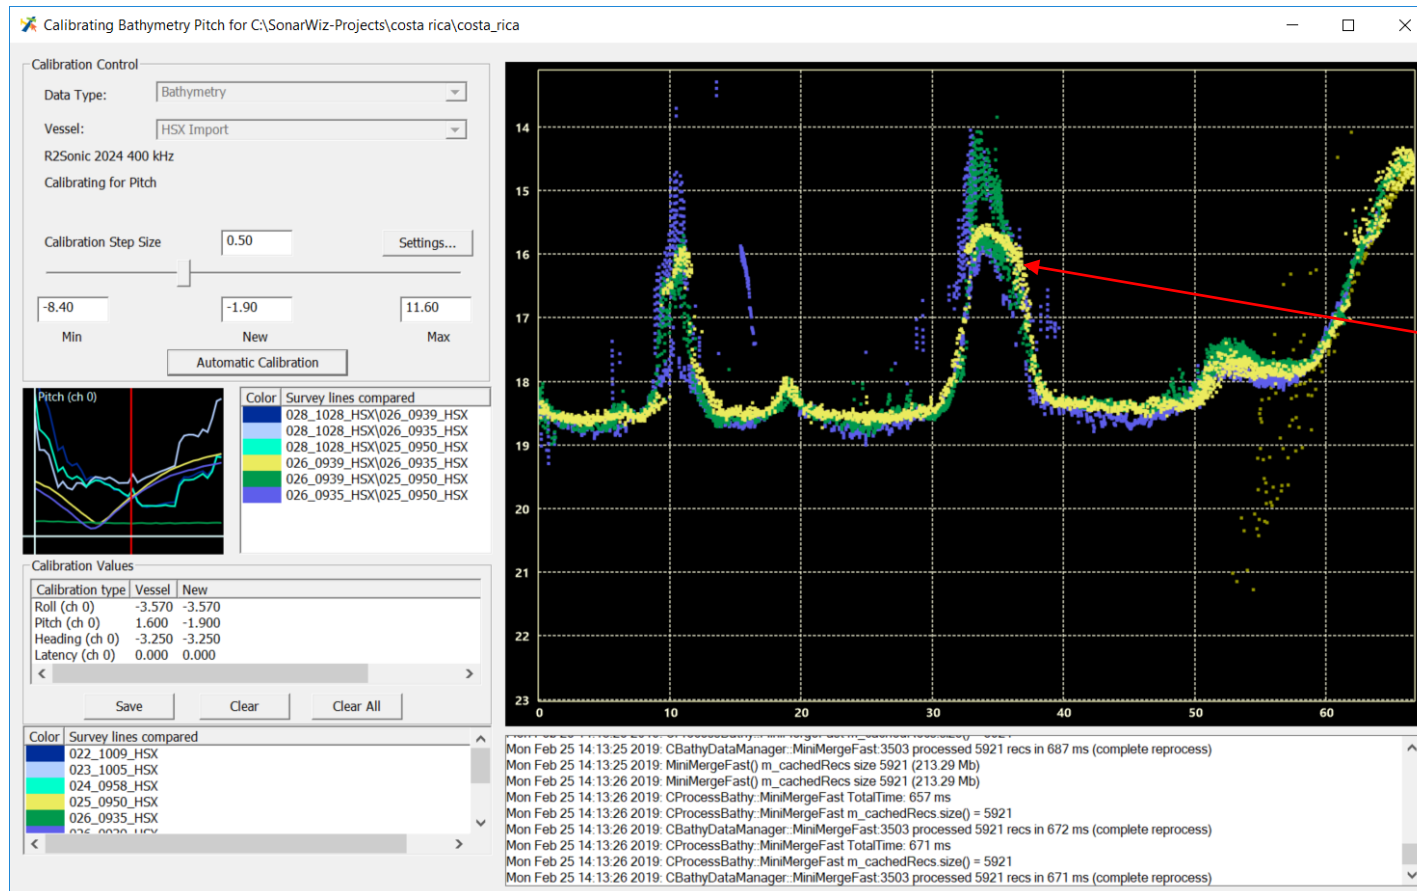 Calibrating Bathymetry Pitch for C:\SonarWiz-Projects\costa rica\costa_rica
Calibration Control
Data Type: Bathymetry
Vessel: HSX Import
R2Sonic 2024 400 kHz
Calibrating for Pitch
Calibration Step Size 0.50 Settings...
-8.40 -1.90 11.60
Min New Max
Automatic Calibration
Pitch (ch 0)
Color Survey lines compared
028_1028_HSX\026_0939_HSX
028_1028_HSX\026_0935_HSX
028_1028_HSX\025_0950_HSX
026_0939_HSX\026_0935_HSX
026_0939_HSX\025_0950_HSX
026_0935_HSX\025_0950_HSX
Calibration Values
Calibration type Vessel New
Roll (ch 0) -3.570 -3.570
Pitch (ch 0) 1.600 -1.900
Heading (ch 0) -3.250 -3.250
Latency (ch 0) 0.000 0.000
Save Clear Clear All
Color Survey lines compared
022_1009_HSX
023_1005_HSX
024_0958_HSX
025_0950_HSX
026_0935_HSX
14
15
16
17
18
19
20
21
22
23
0 10 20 30 40 50 60
Mon Feb 25 14:13:25 2019: CBathyDataManager::MiniMergeFast:3503 processed 5921 recs in 687 ms (complete reprocess)
Mon Feb 25 14:13:25 2019: MiniMergeFast() m_cachedRecs size 5921 (213.29 Mb)
Mon Feb 25 14:13:26 2019: MiniMergeFast() m_cachedRecs size 5921 (213.29 Mb)
Mon Feb 25 14:13:26 2019: CProcessBathy::MiniMergeFast TotalTime: 657 ms
Mon Feb 25 14:13:26 2019: CProcessBathy::MiniMergeFast m_cachedRecs.size() = 5921
Mon Feb 25 14:13:26 2019: CBathyDataManager::MiniMergeFast:3503 processed 5921 recs in 672 ms (complete reprocess)
Mon Feb 25 14:13:26 2019: CProcessBathy::MiniMergeFast TotalTime: 671 ms
Mon Feb 25 14:13:26 2019: CProcessBathy::MiniMergeFast m_cachedRecs.size() = 5921
Mon Feb 25 14:13:26 2019: CBathyDataManager::MiniMergeFast:3503 processed 5921 recs in 671 ms (complete reprocess)